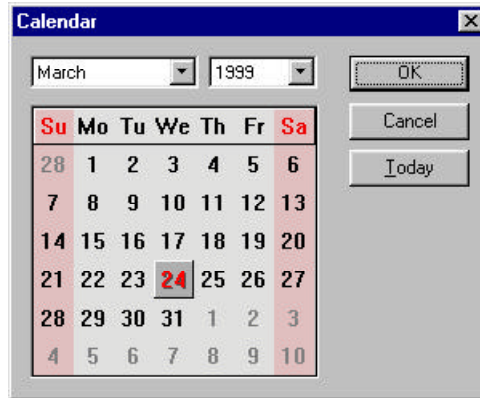 Calendar
March 1999 OK
Su Mo Tu We Th Fr Sa Cancel
28 1 2 3 4 5 6 Today
7 8 9 10 11 12 13
14 15 16 17 18 19 20
21 22 23 24 25 26 27
28 29 30 31 1 2 3
4 5 6 7 8 9 10